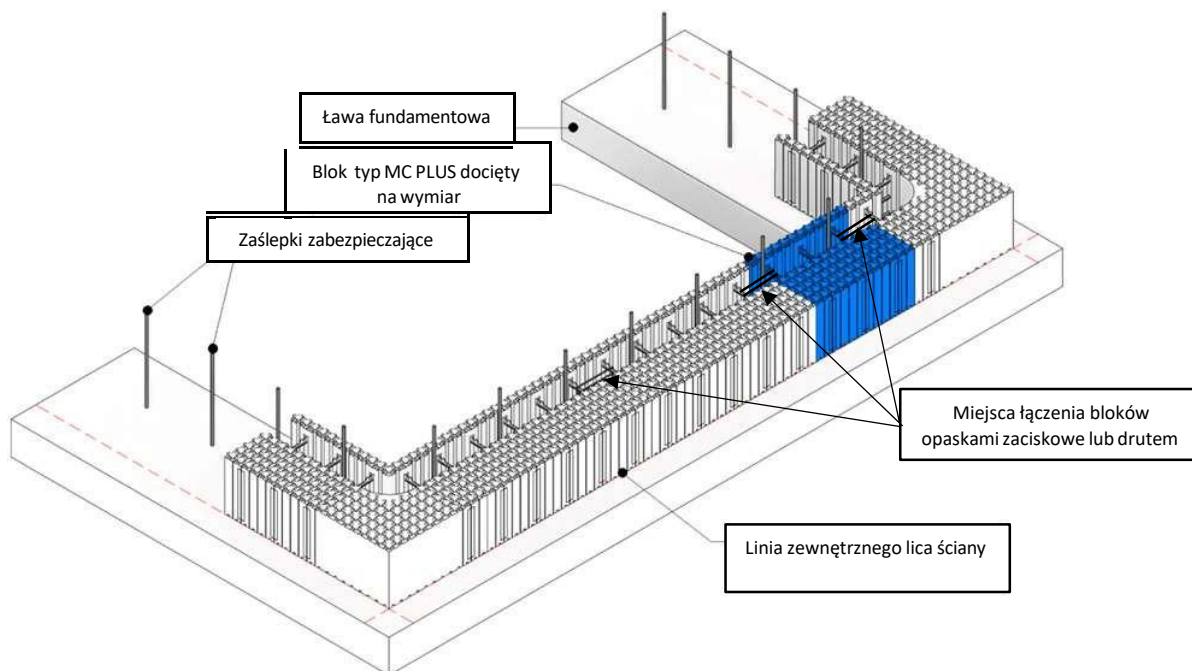 Ława fundamentowa
Blok typ MC PLUS docięty
na wymiar
Zaślepki zabezpieczające
Miejsca łączenia bloków
opaskami zaciskowe lub drutem
Linia zewnętrznego lica ściany